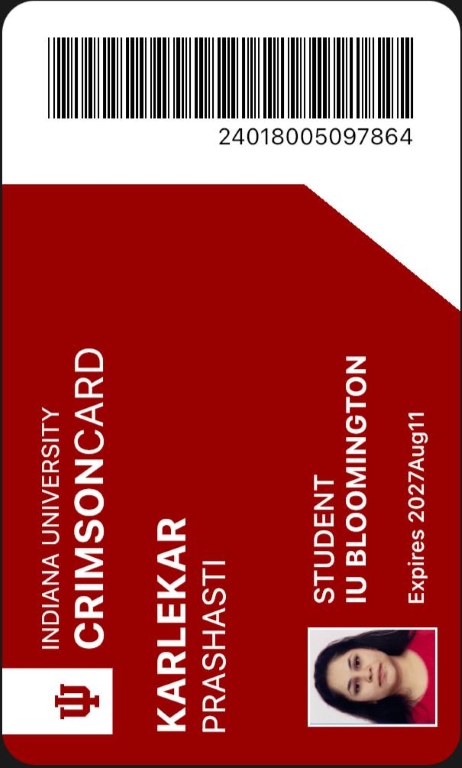 24018005097864
INDIANA UNIVERSITY
CRIMSONCARD
KARLEKAR
PRASHASTI
STUDENT
IU BLOOMINGTON
Expires 2027Aug11